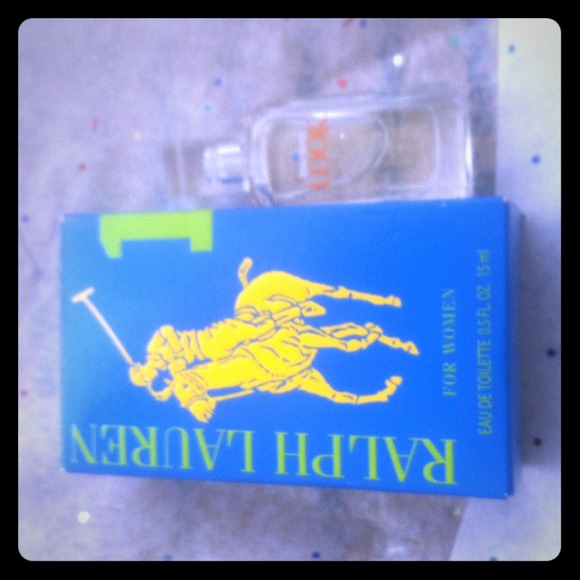 1
RALPH LAUREN
FOR WOMEN
EAU DE TOILETTE 0.5 FL. OZ. 15 ml